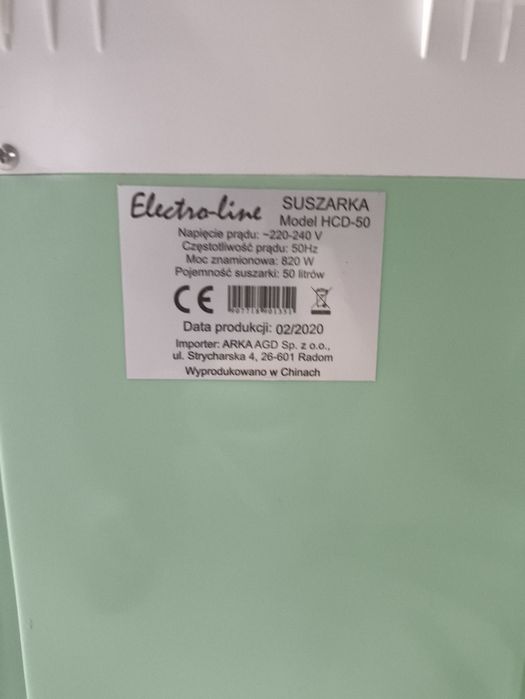 Electro-line SUSZARKA
Model HCD-50
Napięcie prądu: ~220-240 V
Częstotliwość prądu: 50Hz
Moc znamionowa: 820 W
Pojemność suszarki: 50 litrów
CE
Data produkcji: 02/2020
Importer: ARKA AGD Sp. z o.o.,
ul. Strycharska 4, 26-601 Radom
Wyprodukowano w Chinach